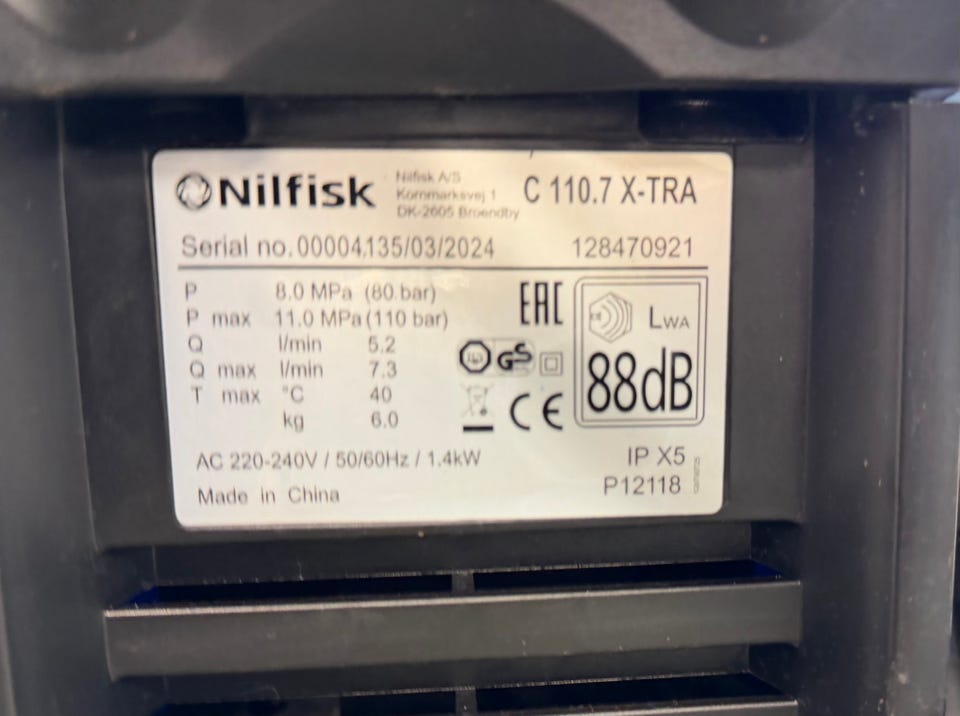 Nilfisk
Nilfisk A/S
Kornmarksvej 1
DK-2605 Broendby
C 110.7 X-TRA
Serial no. 00004135/03/2024 128470921
P 8.0 MPa (80 bar)
P max 11.0 MPa (110 bar)
Q l/min 5.2
Q max l/min 7.3
T max °C 40
kg 6.0
EAC
GS
CE
LWA
88dB
AC 220-240V / 50/60Hz / 1.4kW
IP X5
Made in China
P12118